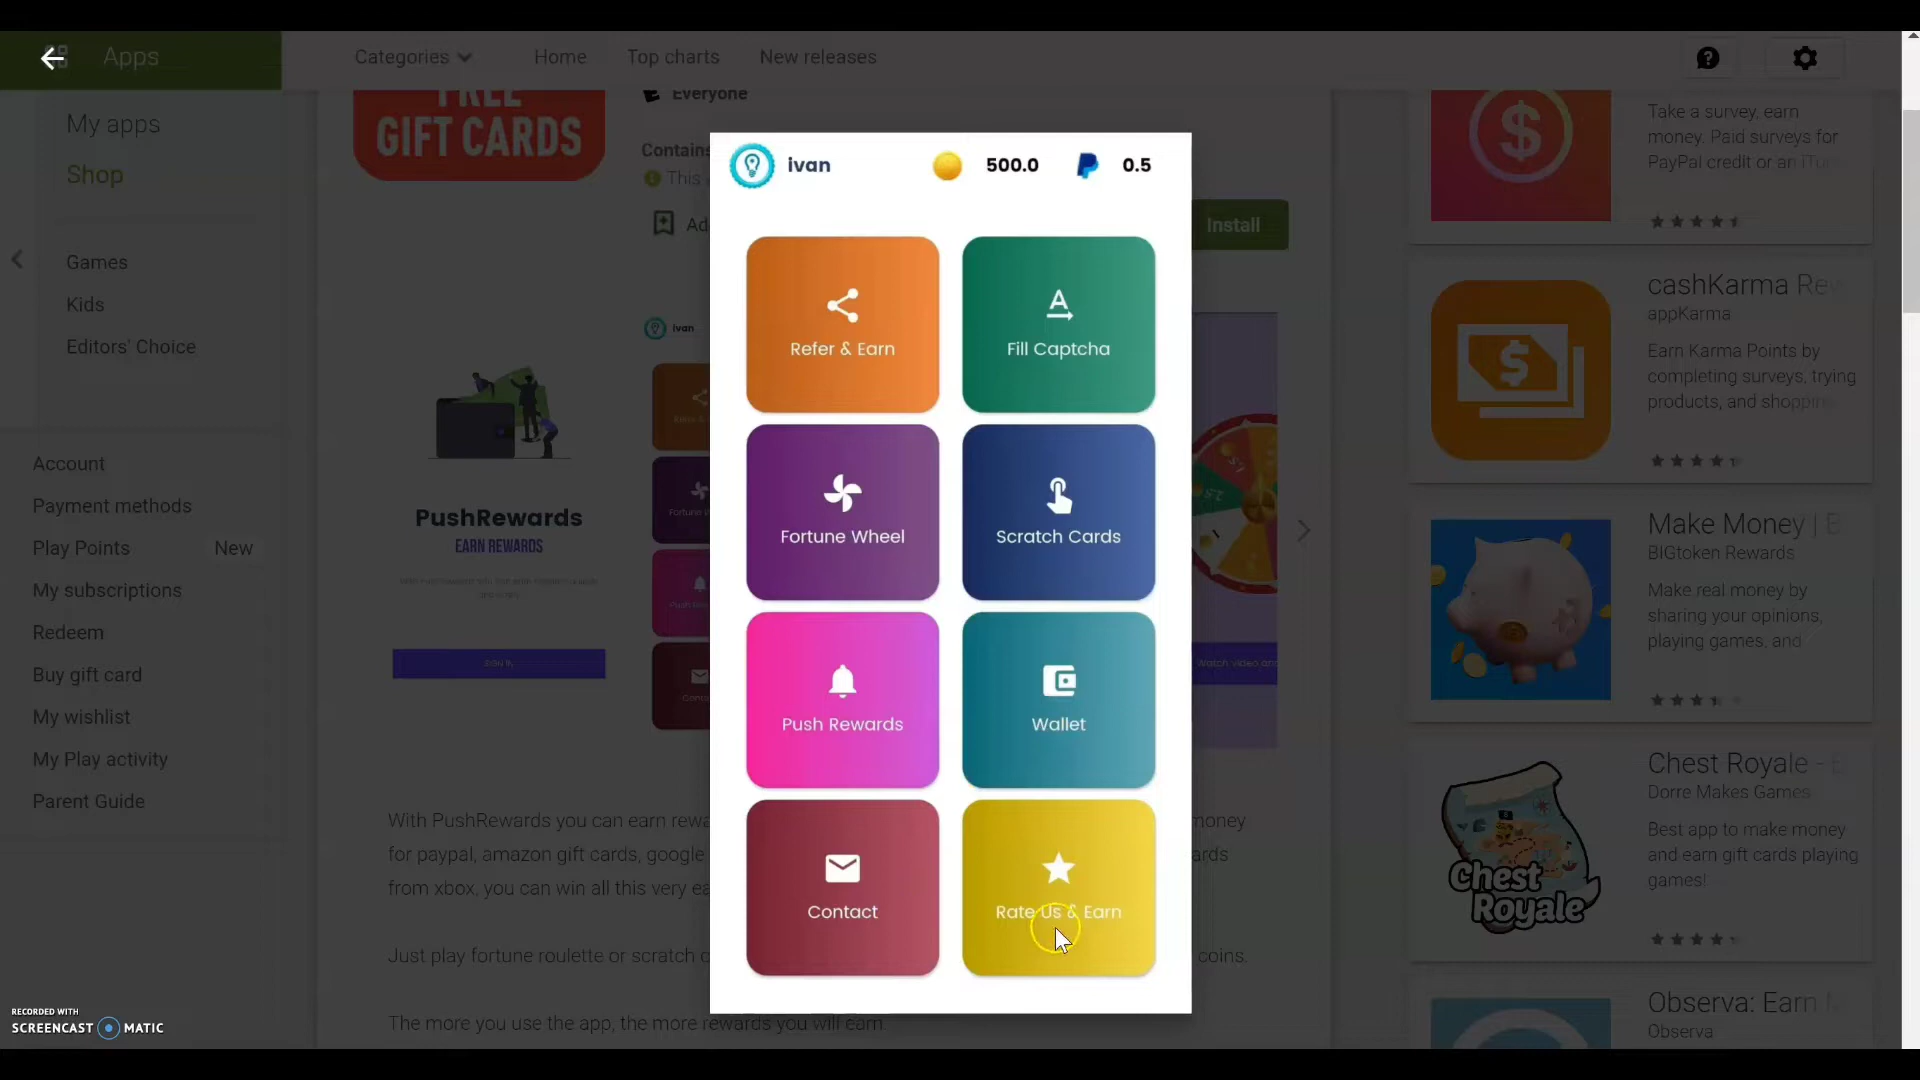 Apps
Categories
Home
Top charts
New releases
My apps
Shop
Games
Kids
Editors' Choice
Account
Payment methods
Play Points New
My subscriptions
Redeem
Buy gift card
My wishlist
My Play activity
Parent Guide
FREE
GIFT CARDS
Everyone
Contains
This
Install
ivan
PushRewards
EARN REWARDS
SIGN IN
Watch video
With PushRewards you can earn
money
for paypal, amazon gift cards, google
from xbox, you can win all this very
Just play fortune roulette or scratch
coins.
The more you use the app, the more rewards you will earn.
ivan
500.0
0.5
Refer & Earn
Fill Captcha
Fortune Wheel
Scratch Cards
Push Rewards
Wallet
Contact
Rate Us & Earn
Take a survey, earn
money. Paid surveys for
PayPal credit or an
cashKarma
appKarma
Earn Karma Points by
completing surveys, trying
products, and
Make Money |
BIGtoken Rewards
Make real money by
sharing your opinions,
playing games, and
Chest Royale -
Dorre Makes Games
Best app to make money
and earn gift cards playing
games!
Chest
Royale
Observa: Earn
Observa
RECORDED WITH
SCREENCAST MATIC